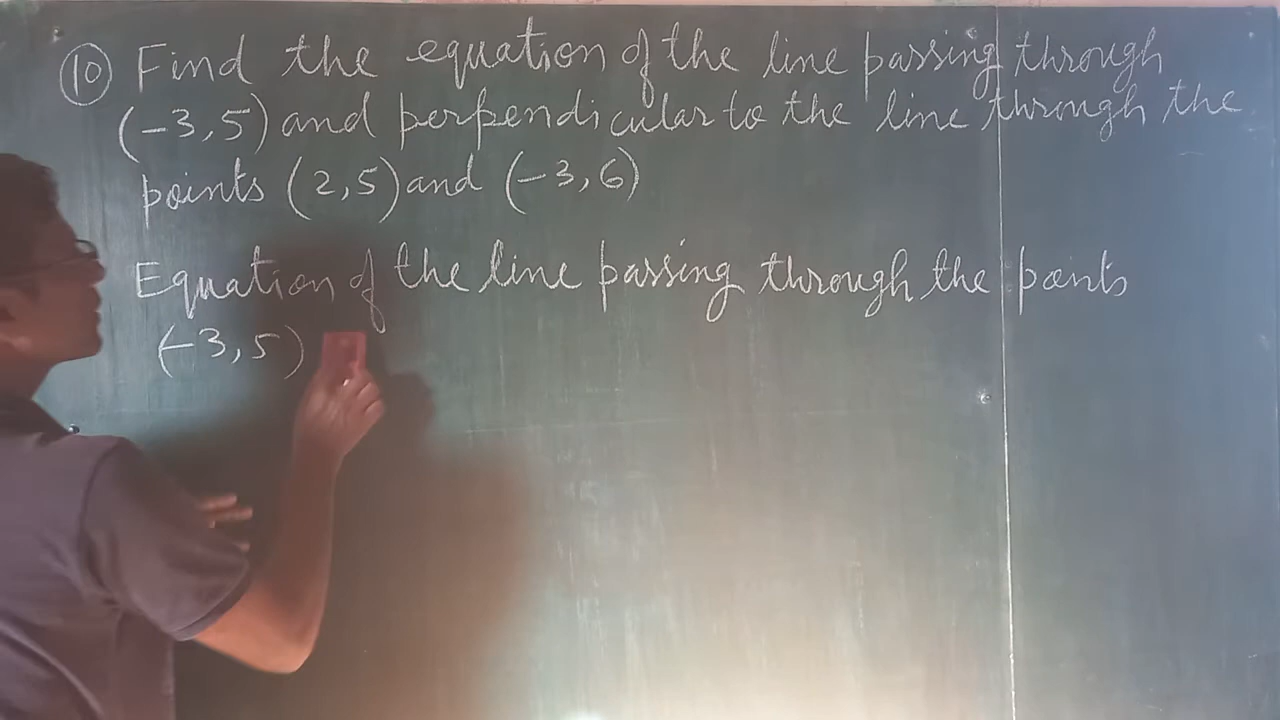 10 Find the equation of the line passing through
(-3,5) and perpendicular to the line through the
points (2,5) and (-3,6)
Equation of the line passing through the points
(-3,5)